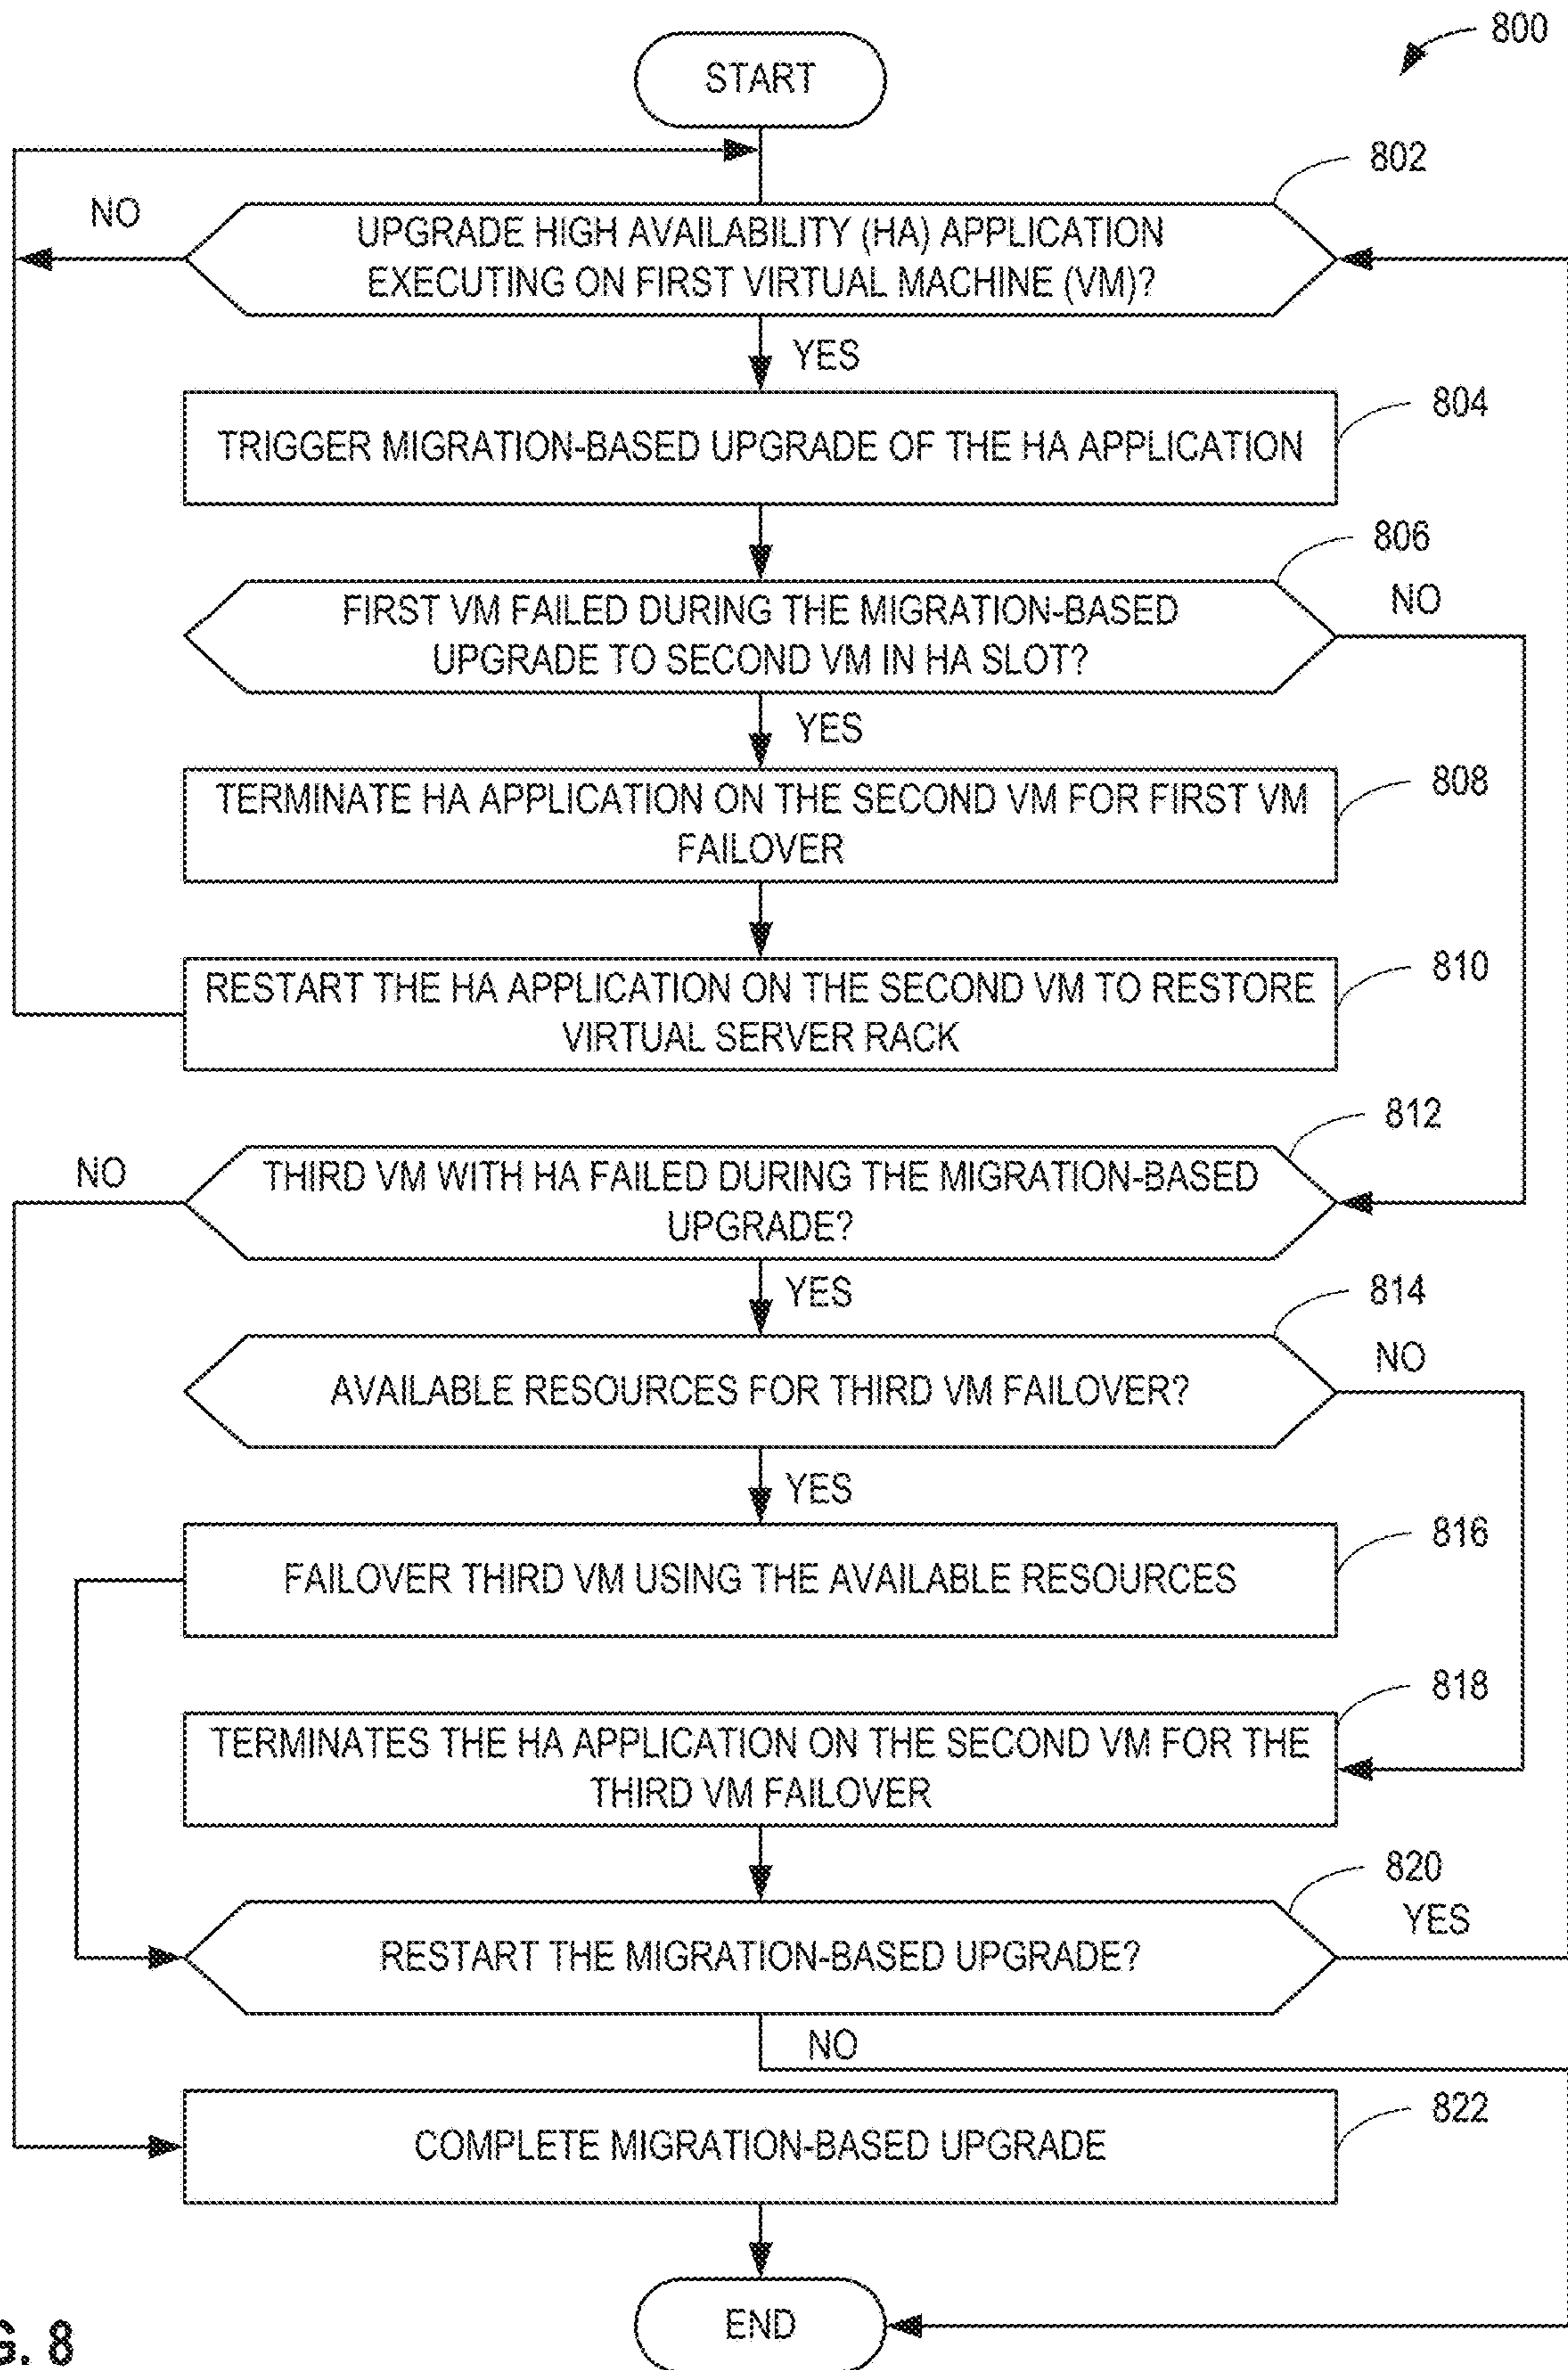 800
START
802
NO
UPGRADE HIGH AVAILABILITY (HA) APPLICATION
EXECUTING ON FIRST VIRTUAL MACHINE (VM)?
YES
804
TRIGGER MIGRATION-BASED UPGRADE OF THE HA APPLICATION
806
NO
FIRST VM FAILED DURING THE MIGRATION-BASED
UPGRADE TO SECOND VM IN HA SLOT?
YES
808
TERMINATE HA APPLICATION ON THE SECOND VM FOR FIRST VM
FAILOVER
810
RESTART THE HA APPLICATION ON THE SECOND VM TO RESTORE
VIRTUAL SERVER RACK
812
NO
THIRD VM WITH HA FAILED DURING THE MIGRATION-BASED
UPGRADE?
YES
814
NO
AVAILABLE RESOURCES FOR THIRD VM FAILOVER?
YES
816
FAILOVER THIRD VM USING THE AVAILABLE RESOURCES
818
TERMINATES THE HA APPLICATION ON THE SECOND VM FOR THE
THIRD VM FAILOVER
820
YES
RESTART THE MIGRATION-BASED UPGRADE?
NO
822
COMPLETE MIGRATION-BASED UPGRADE
END
G. 8